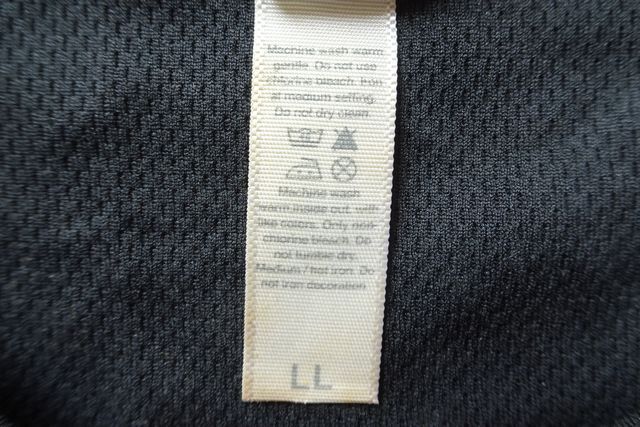 Machine wash warm
gentle. Do not use
chlorine bleach. Iron
at medium setting.
Do not dry clean.
Machine wash
warm inside out, with
like colors. Only non-
chlorine bleach. Do
not tumble dry.
Medium / hot iron. Do
not iron decoration.
LL